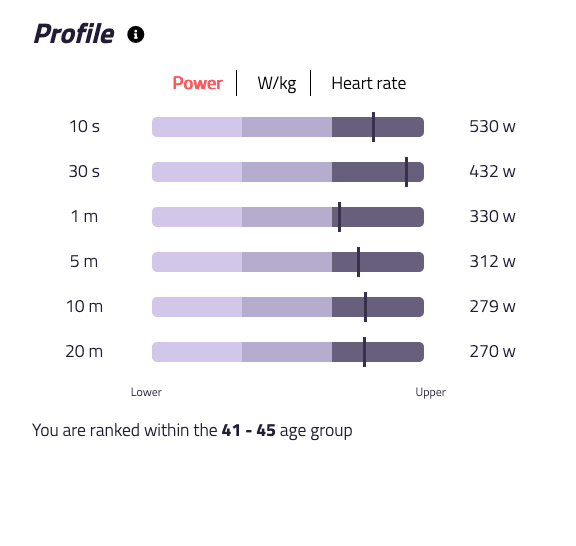 Profile
Power W/kg Heart rate
10 s 530 w
30 s 432 w
1 m 330 w
5 m 312 w
10 m 279 w
20 m 270 w
Lower Upper
You are ranked within the 41 - 45 age group